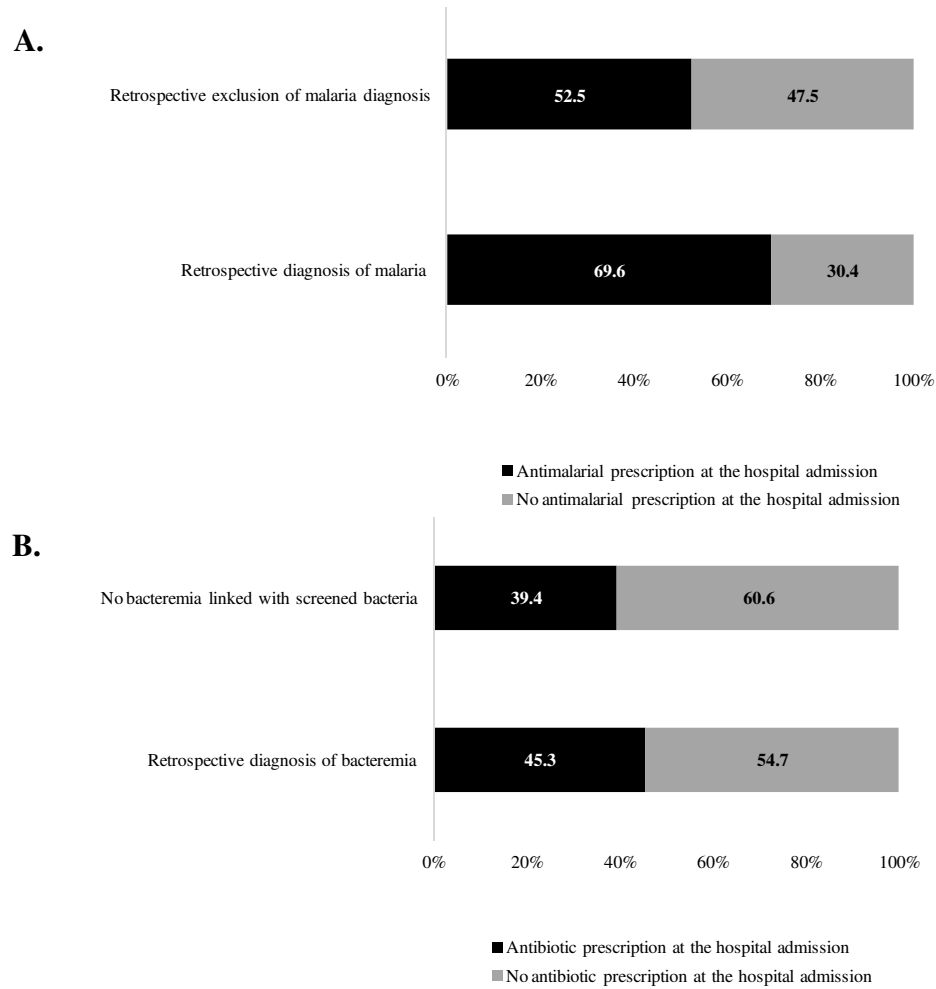 A.
Retrospective exclusion of malaria diagnosis
52.5 47.5
Retrospective diagnosis of malaria
69.6 30.4
0% 20% 40% 60% 80% 100%
Antimalarial prescription at the hospital admission
No antimalarial prescription at the hospital admission
B.
No bacteremia linked with screened bacteria
39.4 60.6
Retrospective diagnosis of bacteremia
45.3 54.7
0% 20% 40% 60% 80% 100%
Antibiotic prescription at the hospital admission
No antibiotic prescription at the hospital admission